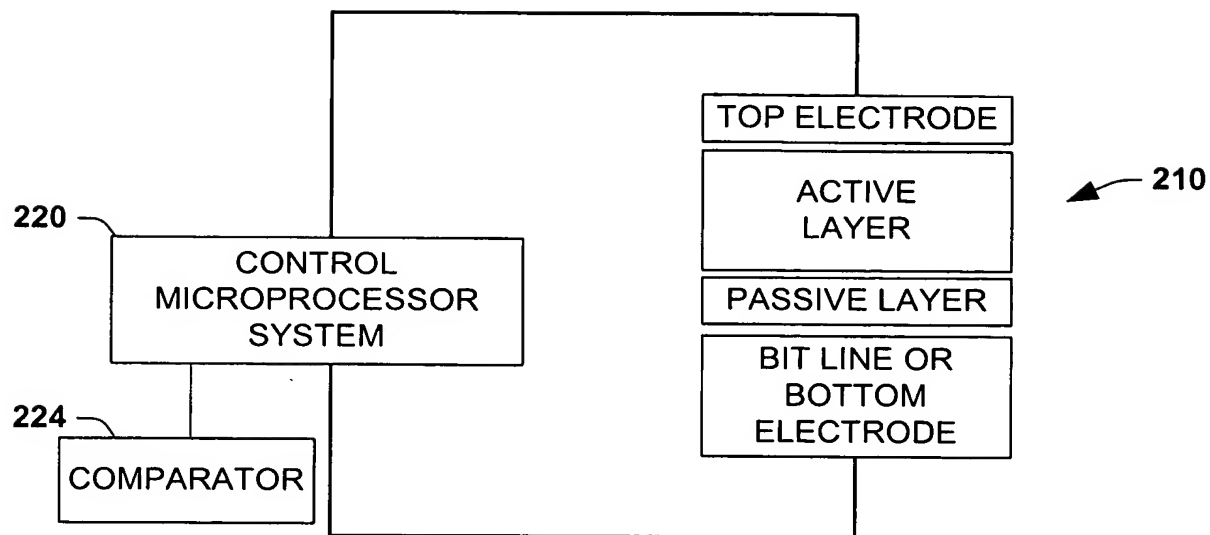 TOP ELECTRODE
ACTIVE
LAYER
210
220
CONTROL
MICROPROCESSOR
SYSTEM
PASSIVE LAYER
BIT LINE OR
BOTTOM
ELECTRODE
224
COMPARATOR